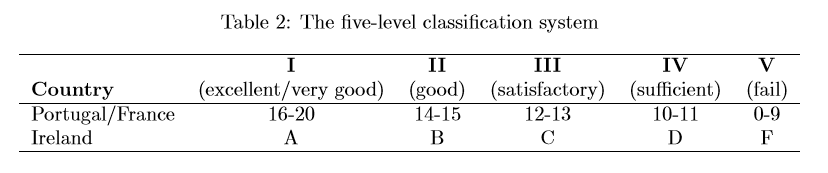 Table 2: The five-level classification system
I II III IV V
Country (excellent/very good) (good) (satisfactory) (sufficient) (fail)
Portugal/France 16-20 14-15 12-13 10-11 0-9
Ireland A B C D F